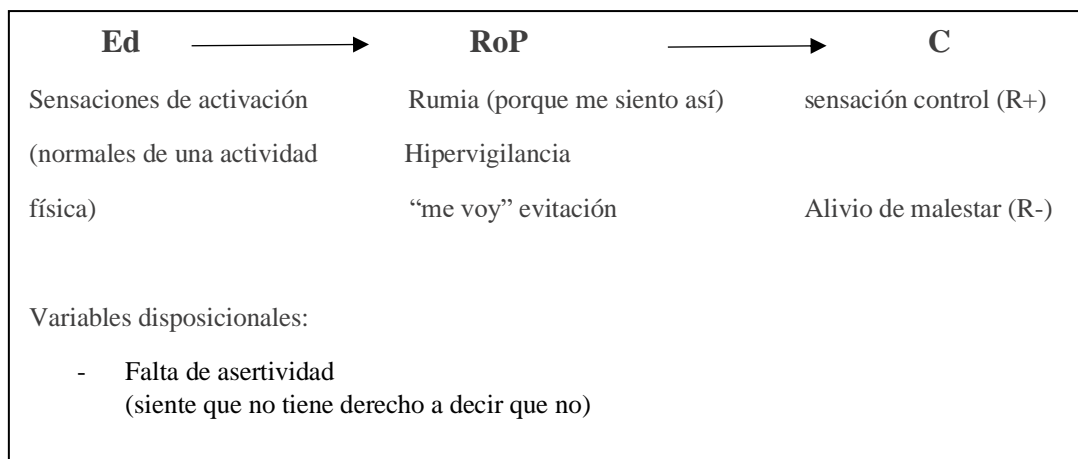 Ed RoP C
Sensaciones de activación Rumia (porque me siento así) sensación control (R+)
(normales de una actividad Hipervigilancia
física) “me voy” evitación Alivio de malestar (R-)
Variables disposicionales:
- Falta de asertividad
(siente que no tiene derecho a decir que no)